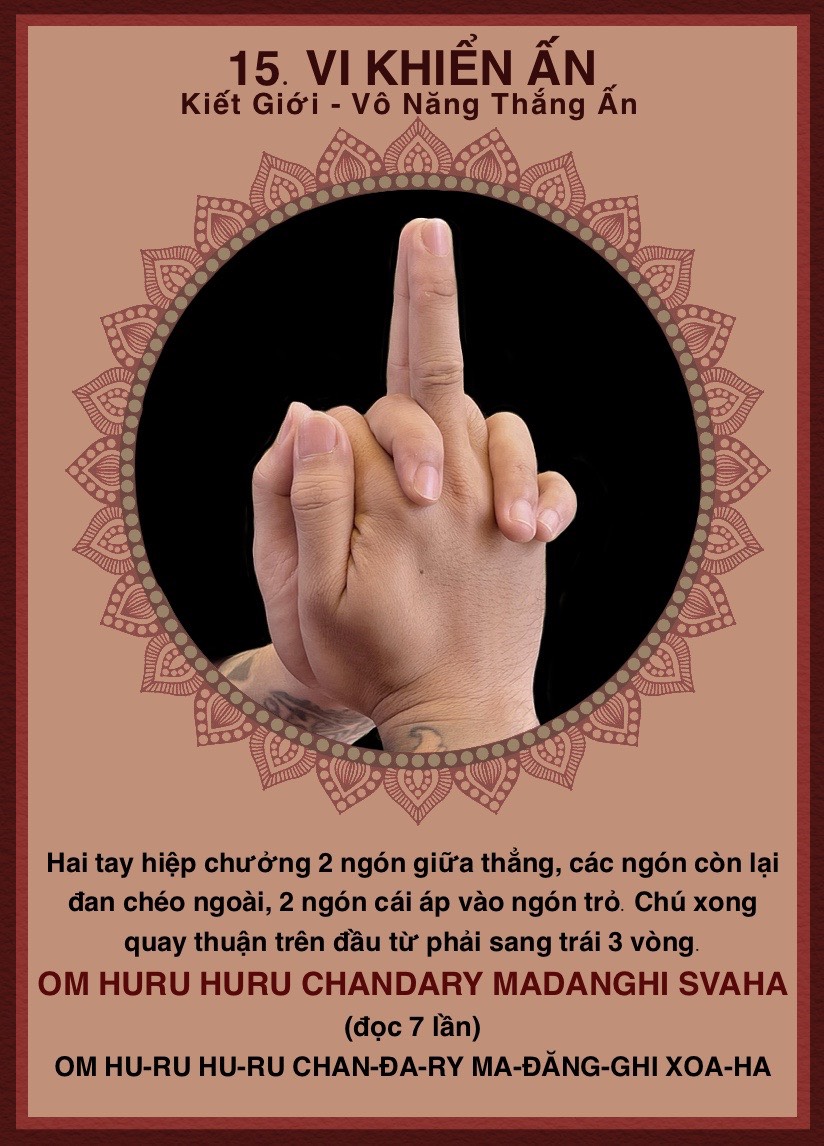 15. VI KHIỂN ẤN
Kiết Giới - Vô Năng Thắng Ấn
Hai tay hiệp chưởng 2 ngón giữa thẳng, các ngón còn lại
đan chéo ngoài, 2 ngón cái áp vào ngón trỏ. Chú xong
quay thuận trên đầu từ phải sang trái 3 vòng.
OM HURU HURU CHANDARY MADANGHI SVAHA
(đọc 7 lần)
OM HU-RU HU-RU CHAN-ĐA-RY MA-ĐĂNG-GHI XOA-HA